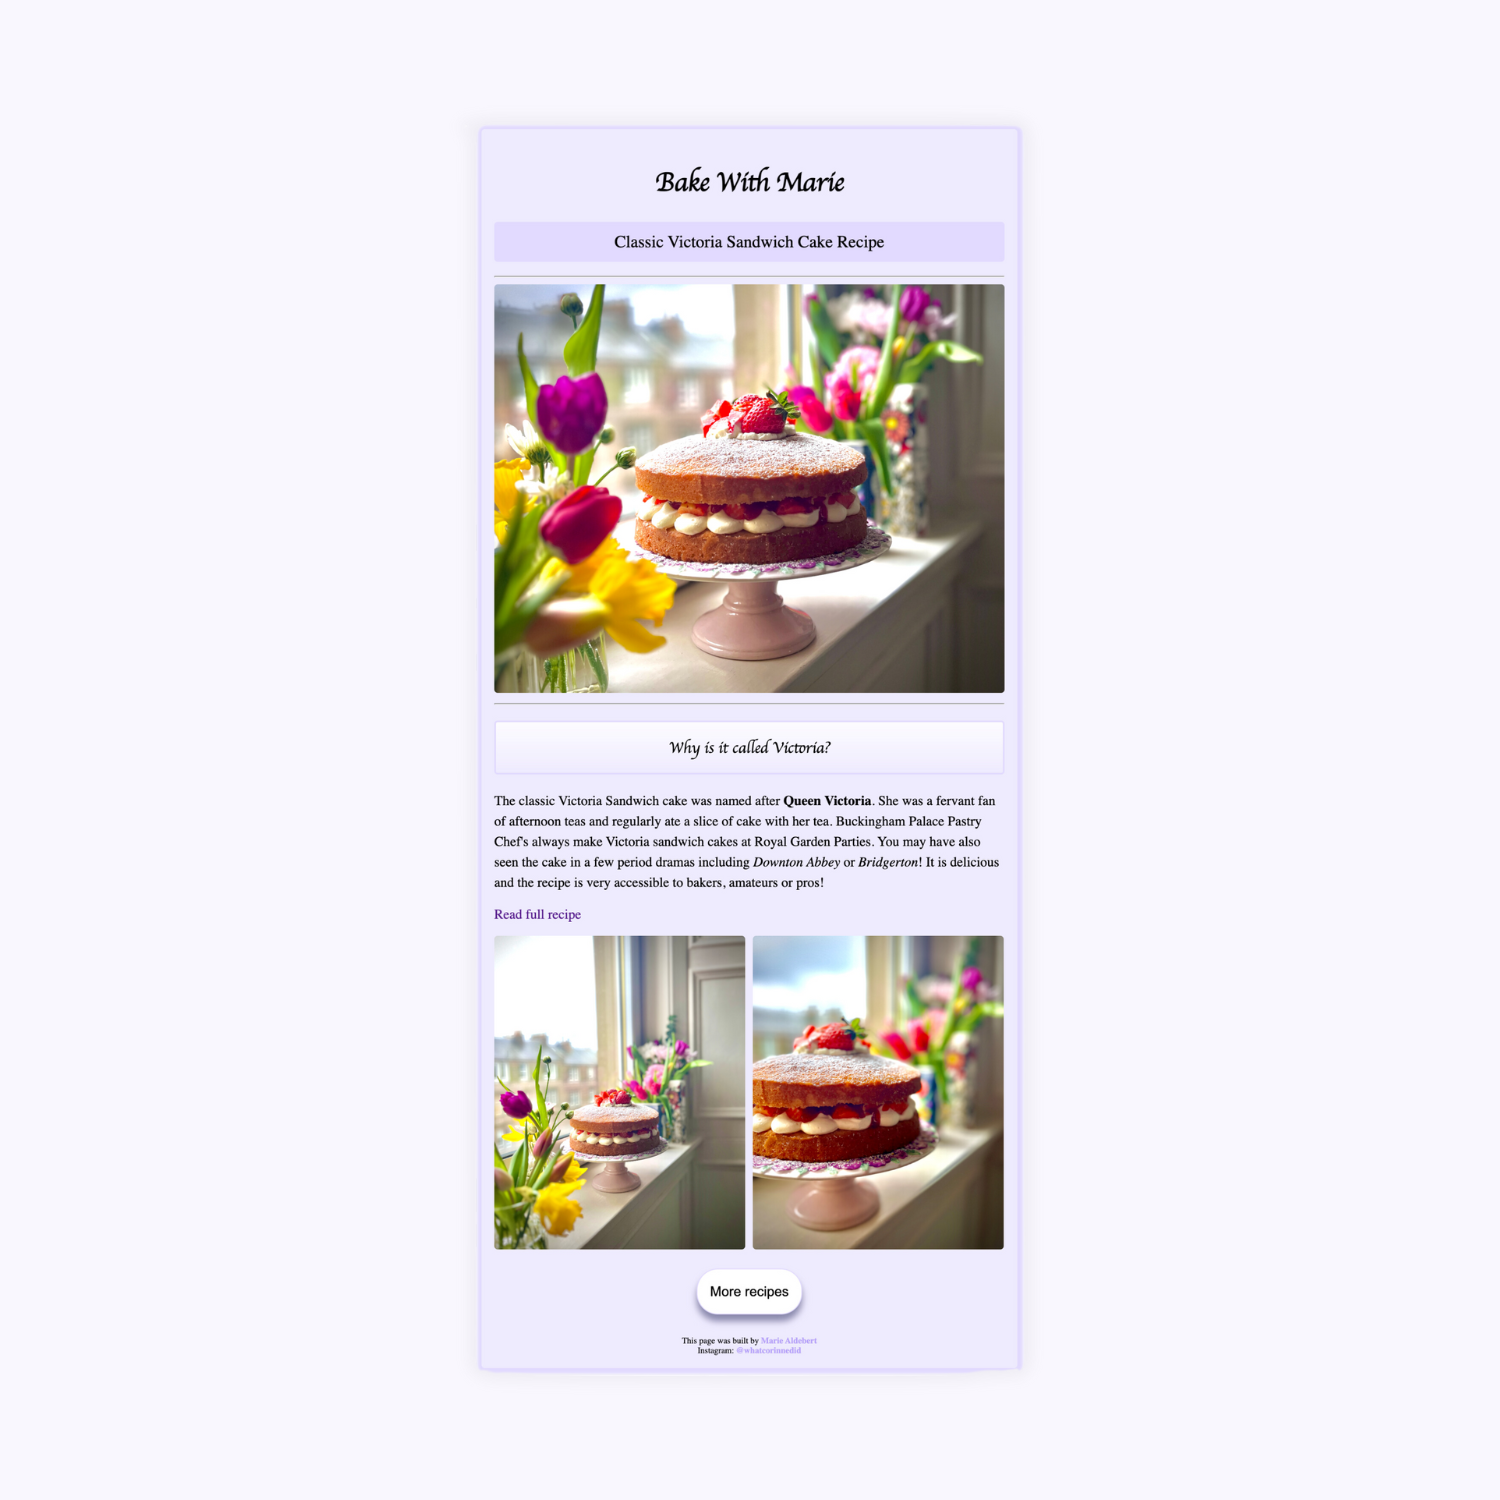 Bake With Marie
Classic Victoria Sandwich Cake Recipe
Why is it called Victoria?
The classic Victoria Sandwich cake was named after Queen Victoria. She was a fervant fan
of afternoon teas and regularly ate a slice of cake with her tea. Buckingham Palace Pastry
Chef's always make Victoria sandwich cakes at Royal Garden Parties. You may have also
seen the cake in a few period dramas including Downton Abbey or Bridgerton! It is delicious
and the recipe is very accessible to bakers, amateurs or pros!
Read full recipe
More recipes
This page was built by Marie Aldebert
Instagram: @whatcorinnedid